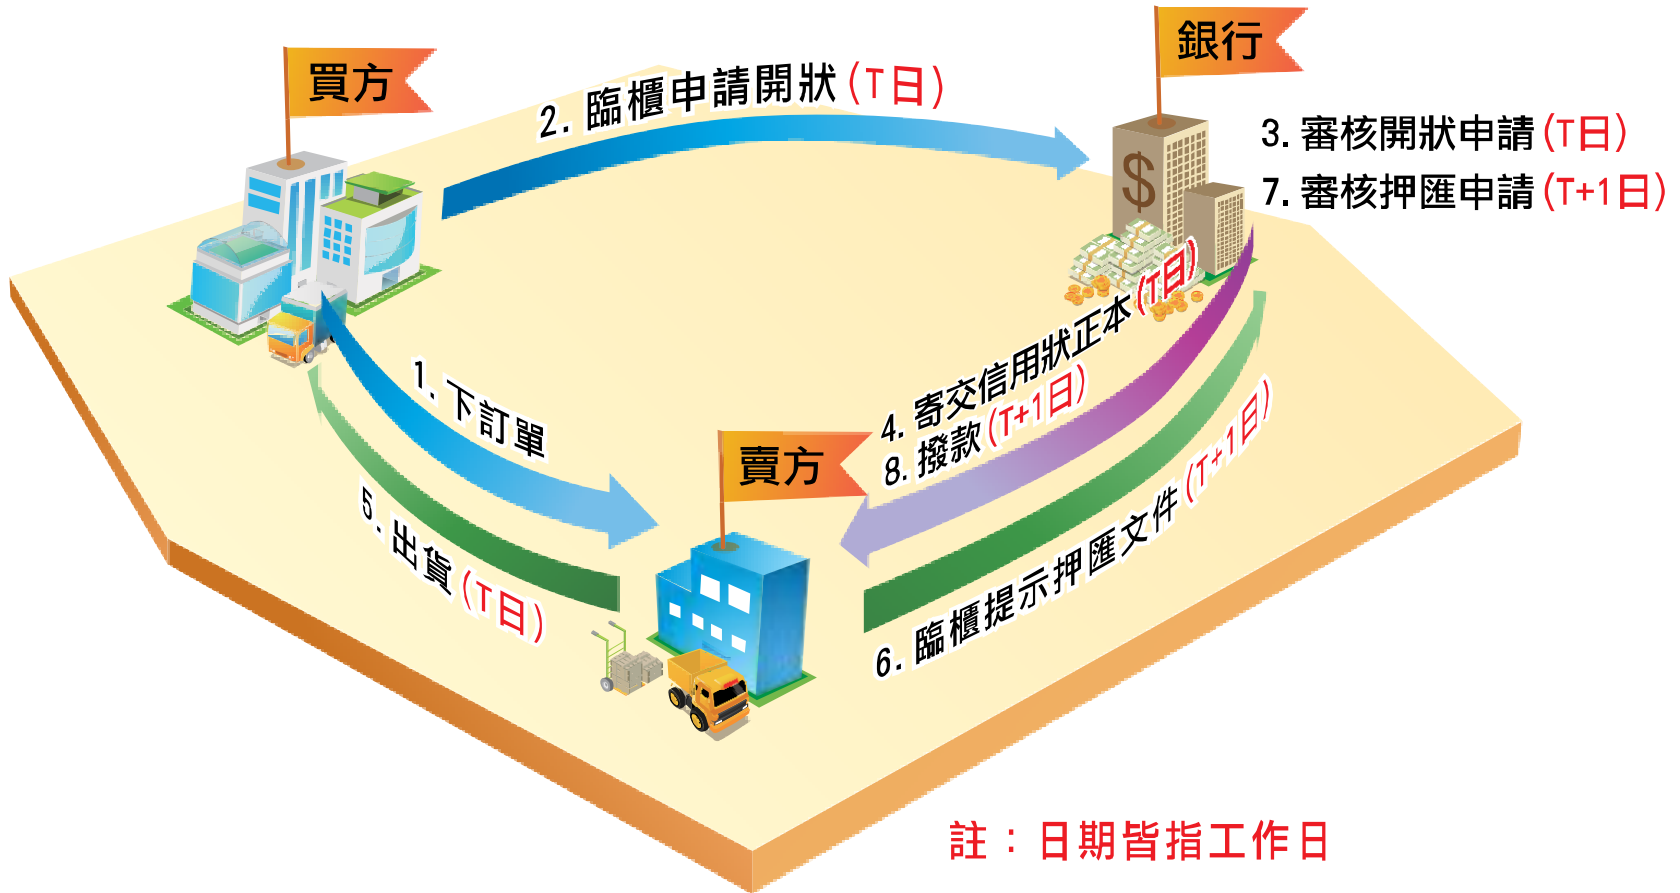 買方
銀行
2. 臨櫃申請開狀(T日)
3. 審核開狀申請(T日)
7. 審核押匯申請(T+1日)
1. 下訂單
4. 寄交信用狀正本(T日)
8. 撥款(T+1日)
賣方
5. 出貨(T日)
6. 臨櫃提示押匯文件(T+1日)
$
註：日期皆指工作日